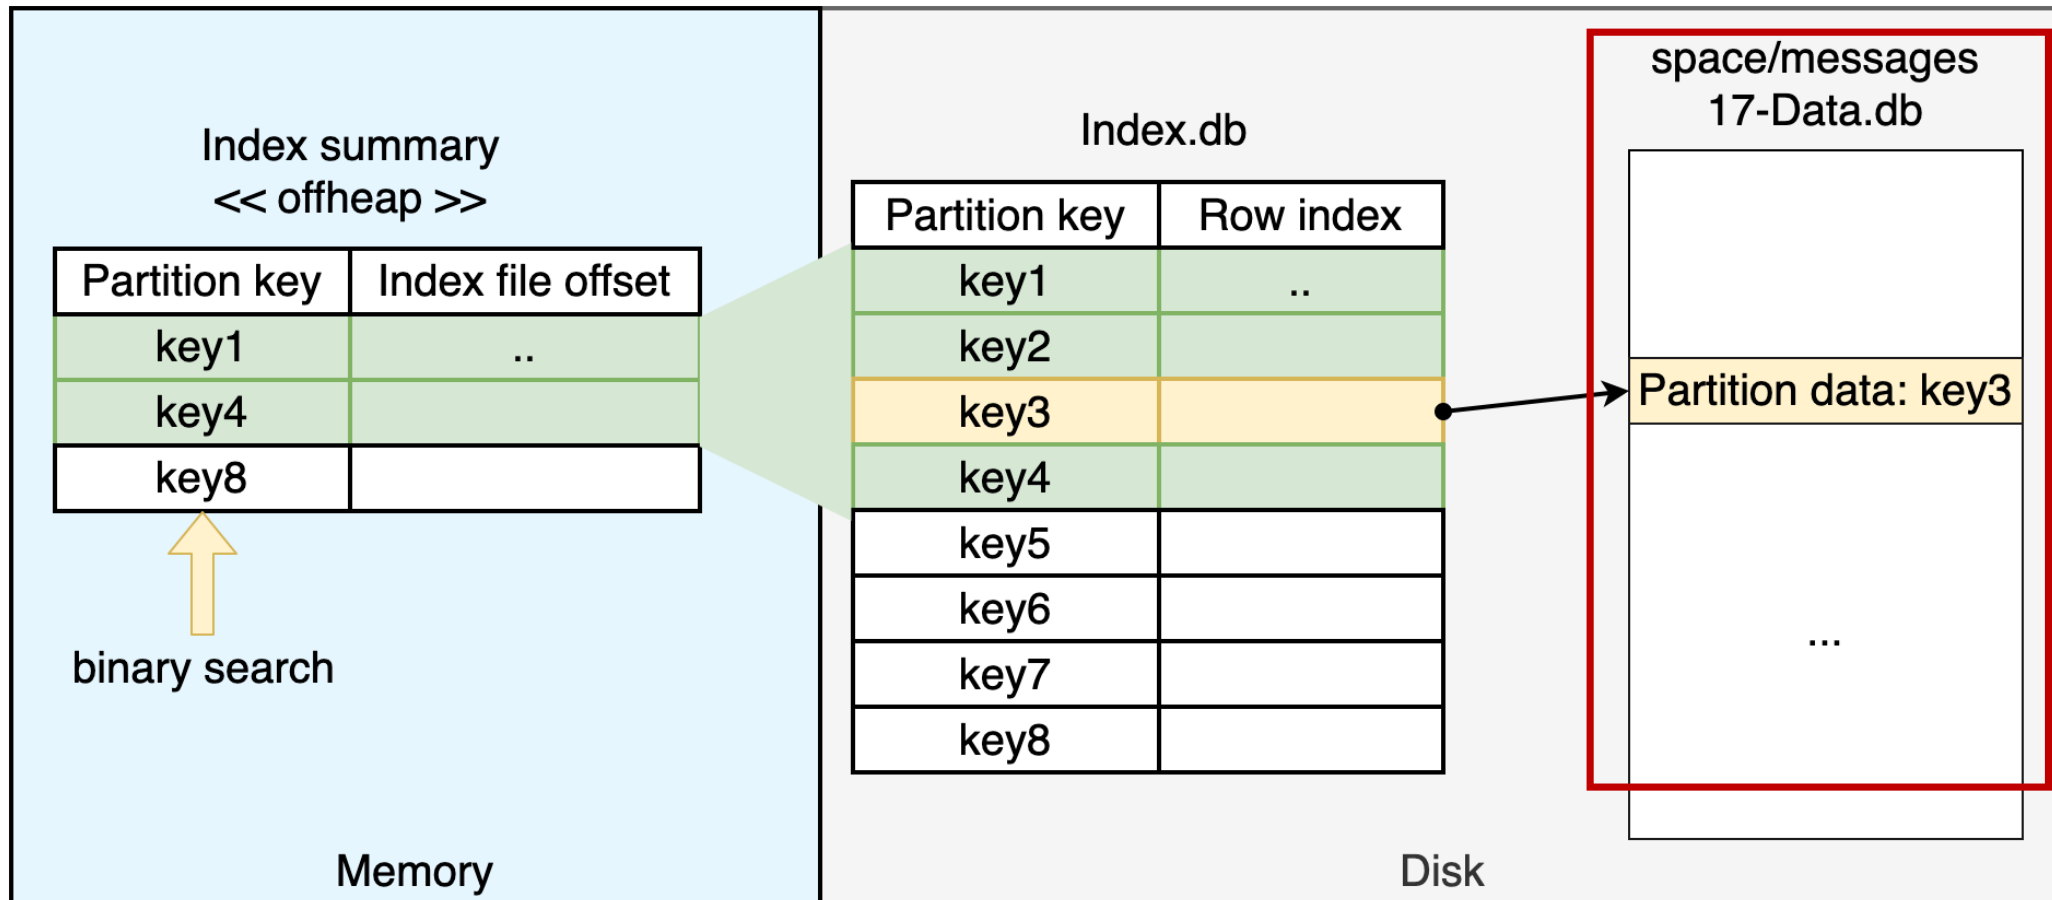 Index summary
<< offheap >>
Partition key Index file offset
key1 ..
key4
key8
binary search
Memory
Index.db
Partition key Row index
key1 ..
key2
key3
key4
key5
key6
key7
key8
space/messages
17-Data.db
Partition data: key3
...
Disk